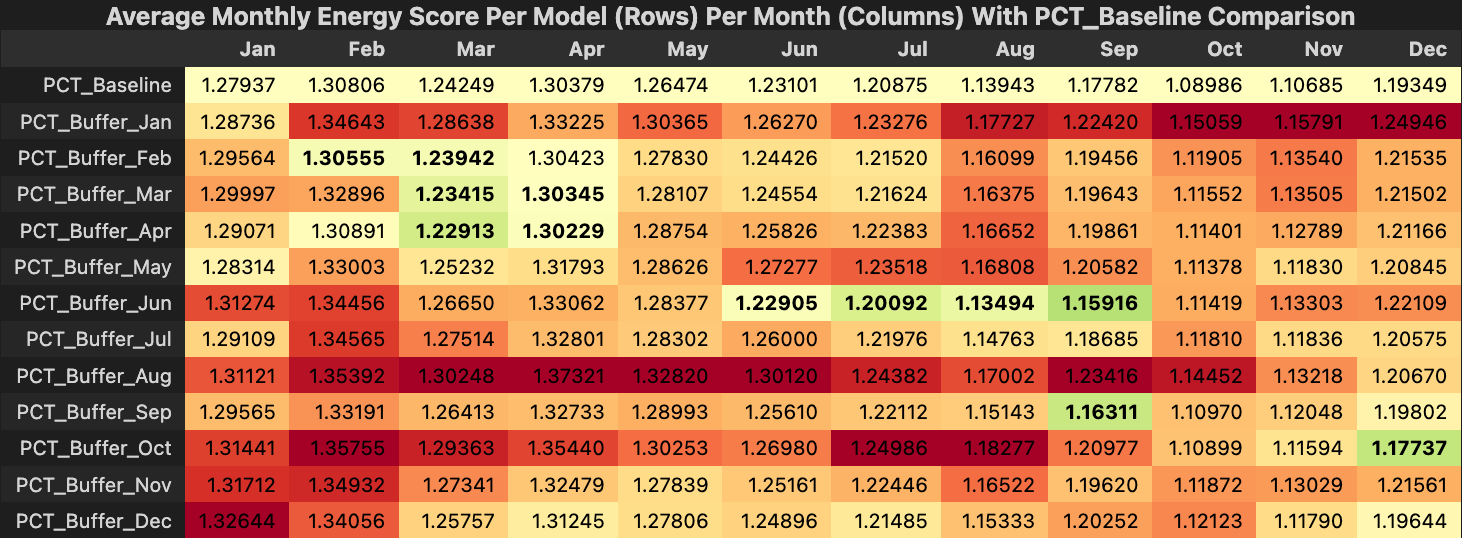 Average Monthly Energy Score Per Model (Rows) Per Month (Columns) With PCT_Baseline Comparison
Jan Feb Mar Apr May Jun Jul Aug Sep Oct Nov Dec
PCT_Baseline 1.27937 1.30806 1.24249 1.30379 1.26474 1.23101 1.20875 1.13943 1.17782 1.08986 1.10685 1.19349
PCT_Buffer_Jan 1.28736 1.34643 1.28638 1.33225 1.30365 1.26270 1.23276 1.17727 1.22420 1.15059 1.15791 1.24946
PCT_Buffer_Feb 1.29564 1.30555 1.23942 1.30423 1.27830 1.24426 1.21520 1.16099 1.19456 1.11905 1.13540 1.21535
PCT_Buffer_Mar 1.29997 1.32896 1.23415 1.30345 1.28107 1.24554 1.21624 1.16375 1.19643 1.11552 1.13505 1.21502
PCT_Buffer_Apr 1.29071 1.30891 1.22913 1.30229 1.28754 1.25826 1.22383 1.16652 1.19861 1.11401 1.12789 1.21166
PCT_Buffer_May 1.28314 1.33003 1.25232 1.31793 1.28626 1.27277 1.23518 1.16808 1.20582 1.11378 1.11830 1.20845
PCT_Buffer_Jun 1.31274 1.34456 1.26650 1.33062 1.28377 1.22905 1.20092 1.13494 1.15916 1.11419 1.13303 1.22109
PCT_Buffer_Jul 1.29109 1.34565 1.27514 1.32801 1.28302 1.26000 1.21976 1.14763 1.18685 1.11810 1.11836 1.20575
PCT_Buffer_Aug 1.31121 1.35392 1.30248 1.37321 1.32820 1.30120 1.24382 1.17002 1.23416 1.14452 1.13218 1.20670
PCT_Buffer_Sep 1.29565 1.33191 1.26413 1.32733 1.28993 1.25610 1.22112 1.15143 1.16311 1.10970 1.12048 1.19802
PCT_Buffer_Oct 1.31441 1.35755 1.29363 1.35440 1.30253 1.26980 1.24986 1.18277 1.20977 1.10899 1.11594 1.17737
PCT_Buffer_Nov 1.31712 1.34932 1.27341 1.32479 1.27839 1.25161 1.22446 1.16522 1.19620 1.11872 1.13029 1.21561
PCT_Buffer_Dec 1.32644 1.34056 1.25757 1.31245 1.27806 1.24896 1.21485 1.15333 1.20252 1.12123 1.11790 1.19644